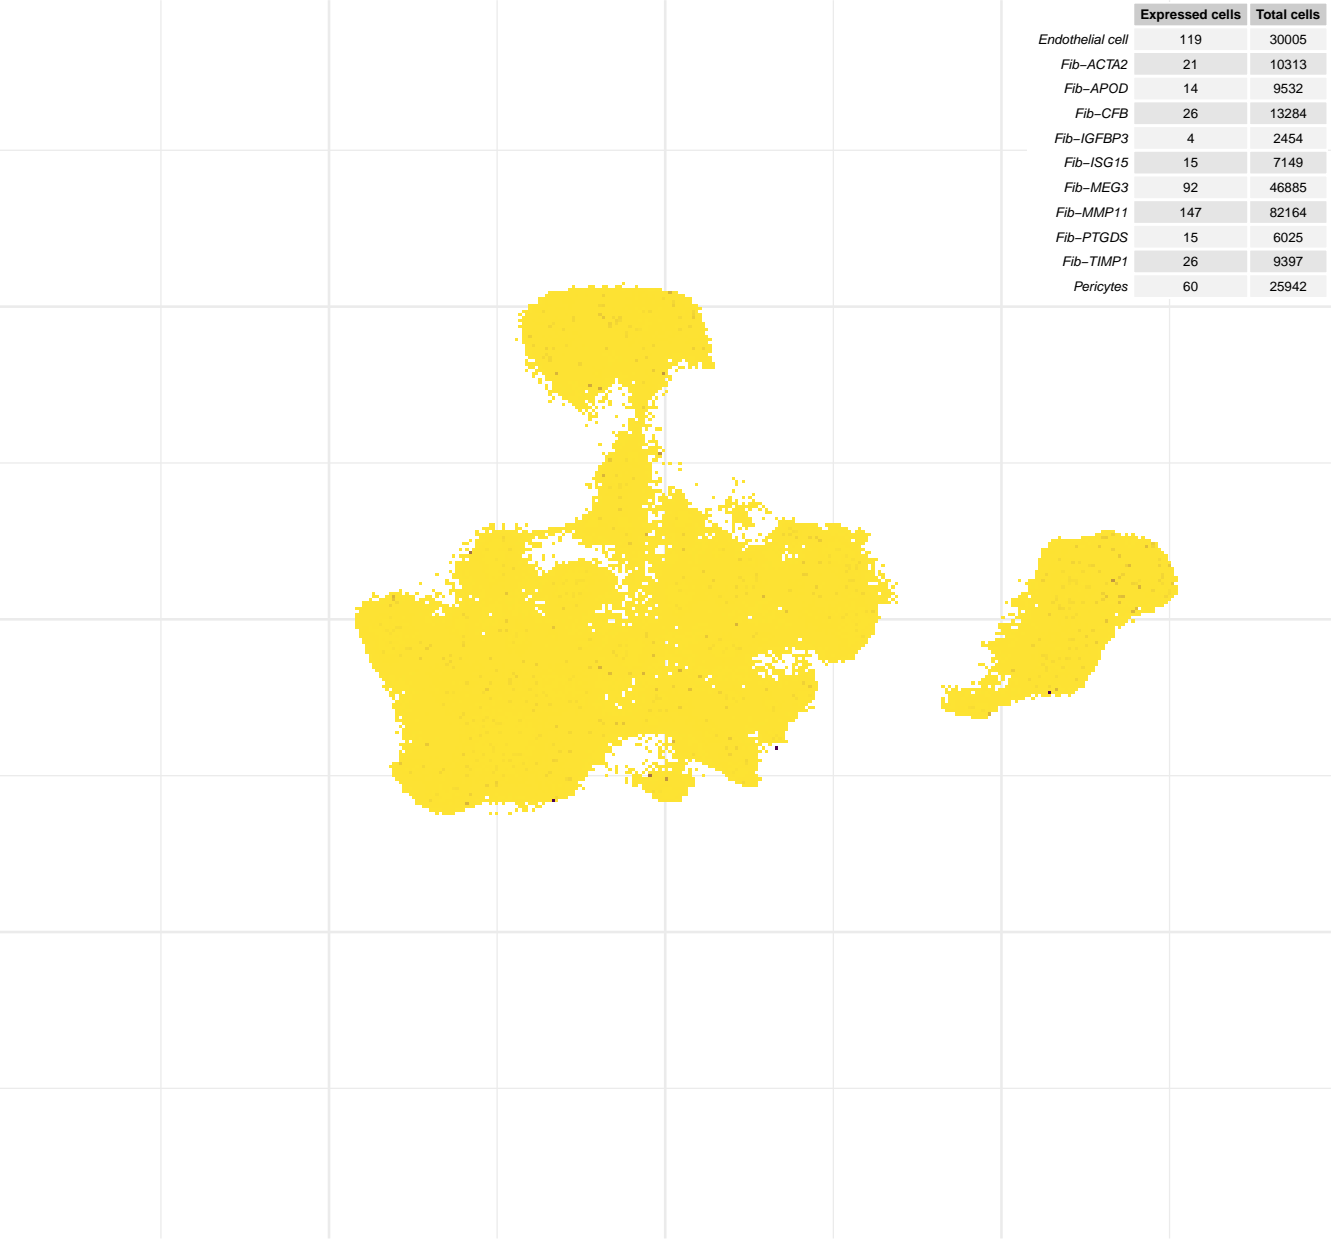 Expressed cells Total cells
Endothelial cell 119 30005
Fib−ACTA2 21 10313
Fib−APOD 14 9532
Fib−CFB 26 13284
Fib−IGFBP3 4 2454
Fib−ISG15 15 7149
Fib−MEG3 92 46885
Fib−MMP11 147 82164
Fib−PTGDS 15 6025
Fib−TIMP1 26 9397
Pericytes 60 25942